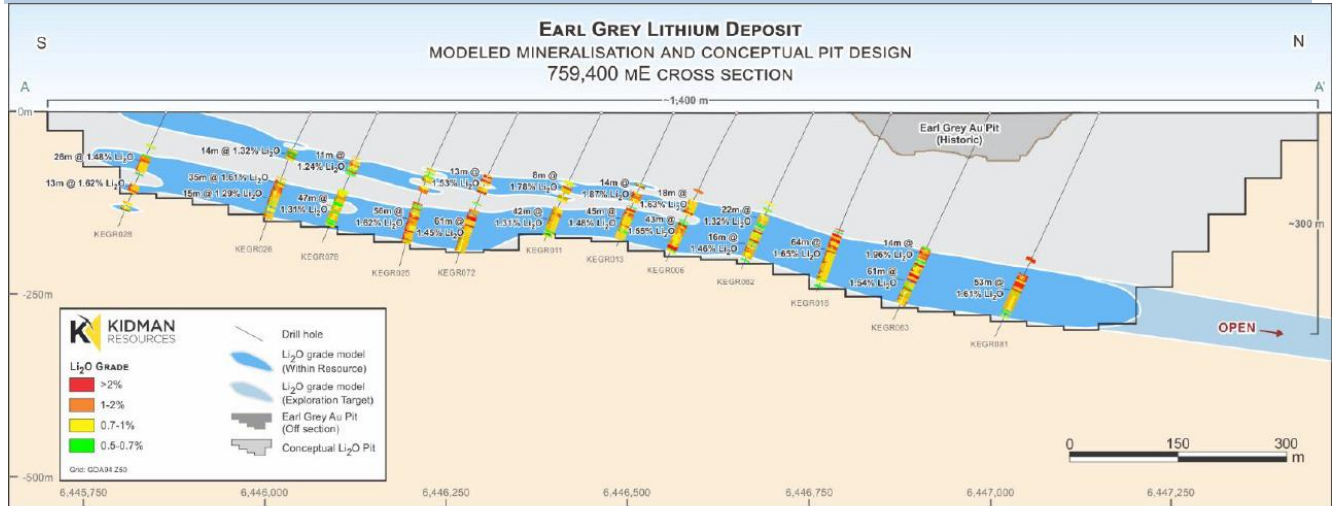 EARL GREY LITHIUM DEPOSIT
MODELED MINERALISATION AND CONCEPTUAL PIT DESIGN
759,400 mE CROSS SECTION
S
N
A
A'
~1,400 m
0m
Earl Grey Au Pit
(Historic)
26m @ 1.48% Li₂O
13m @ 1.62% Li₂O
14m @ 1.32% Li₂O
35m @ 1.61% Li₂O
15m @ 1.29% Li₂O
11m @
1.24% Li₂O
47m @
1.31% Li₂O
13m @
1.53% Li₂O
56m @
1.62% Li₂O
61m @
1.45% Li₂O
8m @
1.78% Li₂O
42m @
1.31% Li₂O
14m @
1.87% Li₂O
45m @
1.48% Li₂O
18m @
1.63% Li₂O
43m @
1.55% Li₂O
22m @
1.32% Li₂O
16m @
1.46% Li₂O
64m @
1.65% Li₂O
14m @
1.96% Li₂O
61m @
1.54% Li₂O
53m @
1.61% Li₂O
~300 m
KEGR028
KEGR026
KEGR076
KEGR025
KEGR072
KEGR011
KEGR013
KEGR006
KEGR062
KEGR016
KEGR063
KEGR081
-250m
OPEN
KIDMAN
RESOURCES
Li₂O GRADE
>2%
1-2%
0.7-1%
0.5-0.7%
Grid: GDA94 Z50
Drill hole
Li₂O grade model
(Within Resource)
Li₂O grade model
(Exploration Target)
Earl Grey Au Pit
(Off section)
Conceptual Li₂O Pit
0 150 300
m
-500m
6,445,750 6,446,000 6,446,250 6,446,500 6,446,750 6,447,000 6,447,250